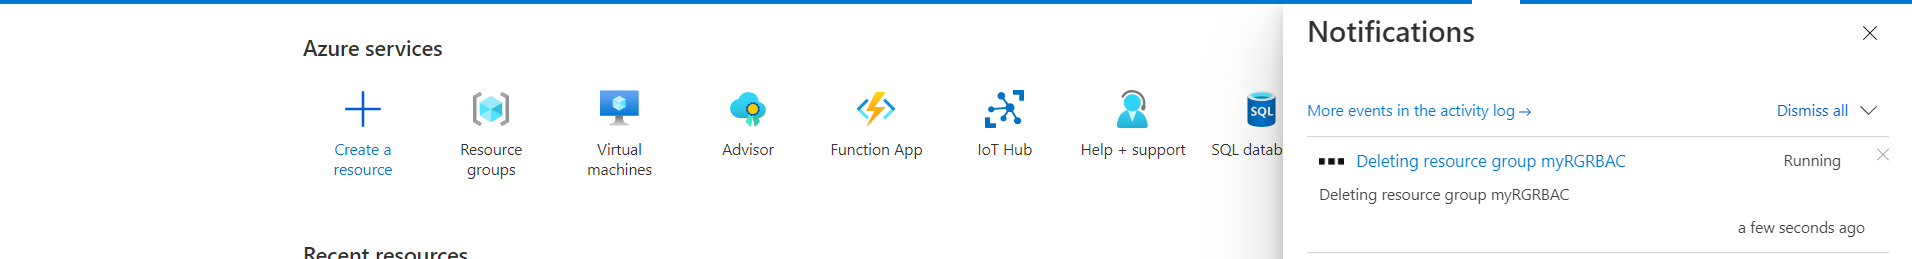 Azure services
Create a
resource
Resource
groups
Virtual
machines
Advisor
Function App
IoT Hub
Help + support
SQL
SQL datab
Recent resources
Notifications
More events in the activity log →
Dismiss all
Deleting resource group myRGRBAC
Running
Deleting resource group myRGRBAC
a few seconds ago